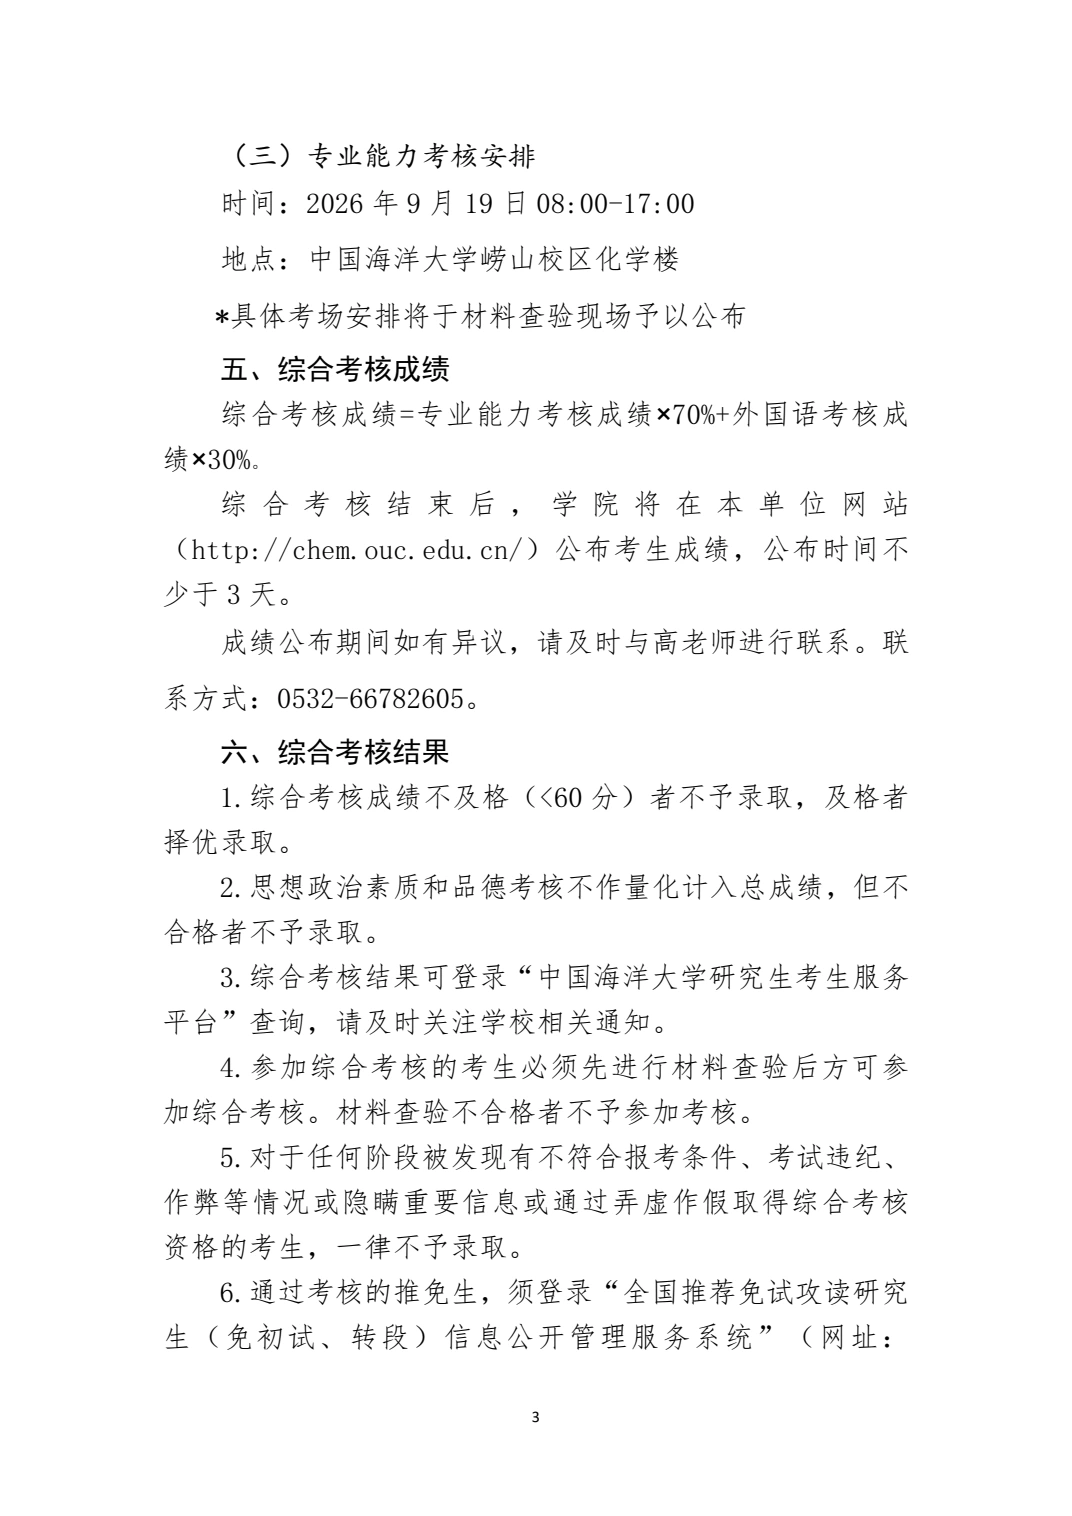 （三）专业能力考核安排
时间：2026 年 9 月 19 日 08:00-17:00
地点：中国海洋大学崂山校区化学楼
*具体考场安排将于材料查验现场予以公布
五、综合考核成绩
综合考核成绩=专业能力考核成绩×70%+外国语考核成
绩×30%。
综合考核结束后，学院将在本单位网站
（http://chem.ouc.edu.cn/）公布考生成绩，公布时间不
少于 3 天。
成绩公布期间如有异议，请及时与高老师进行联系。联
系方式：0532-66782605。
六、综合考核结果
1.综合考核成绩不及格（<60 分）者不予录取，及格者
择优录取。
2.思想政治素质和品德考核不作量化计入总成绩，但不
合格者不予录取。
3.综合考核结果可登录“中国海洋大学研究生考生服务
平台”查询，请及时关注学校相关通知。
4.参加综合考核的考生必须先进行材料查验后方可参
加综合考核。材料查验不合格者不予参加考核。
5.对于任何阶段被发现有不符合报考条件、考试违纪、
作弊等情况或隐瞒重要信息或通过弄虚作假取得综合考核
资格的考生，一律不予录取。
6.通过考核的推免生，须登录“全国推荐免试攻读研究
生（免初试、转段）信息公开管理服务系统”（网址：
3